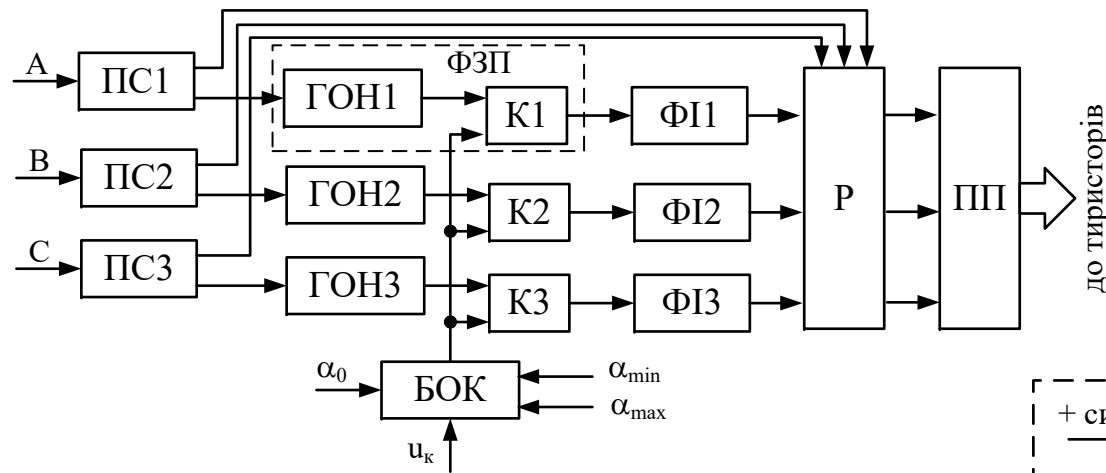 ФЗП
A
ПС1
ГОН1
К1
ФІ1
B
ПС2
ГОН2
К2
ФІ2
Р
ПП
до тиристорів
C
ПС3
ГОН3
К3
ФІ3
α0
БОК
αmin
αmax
uк
+